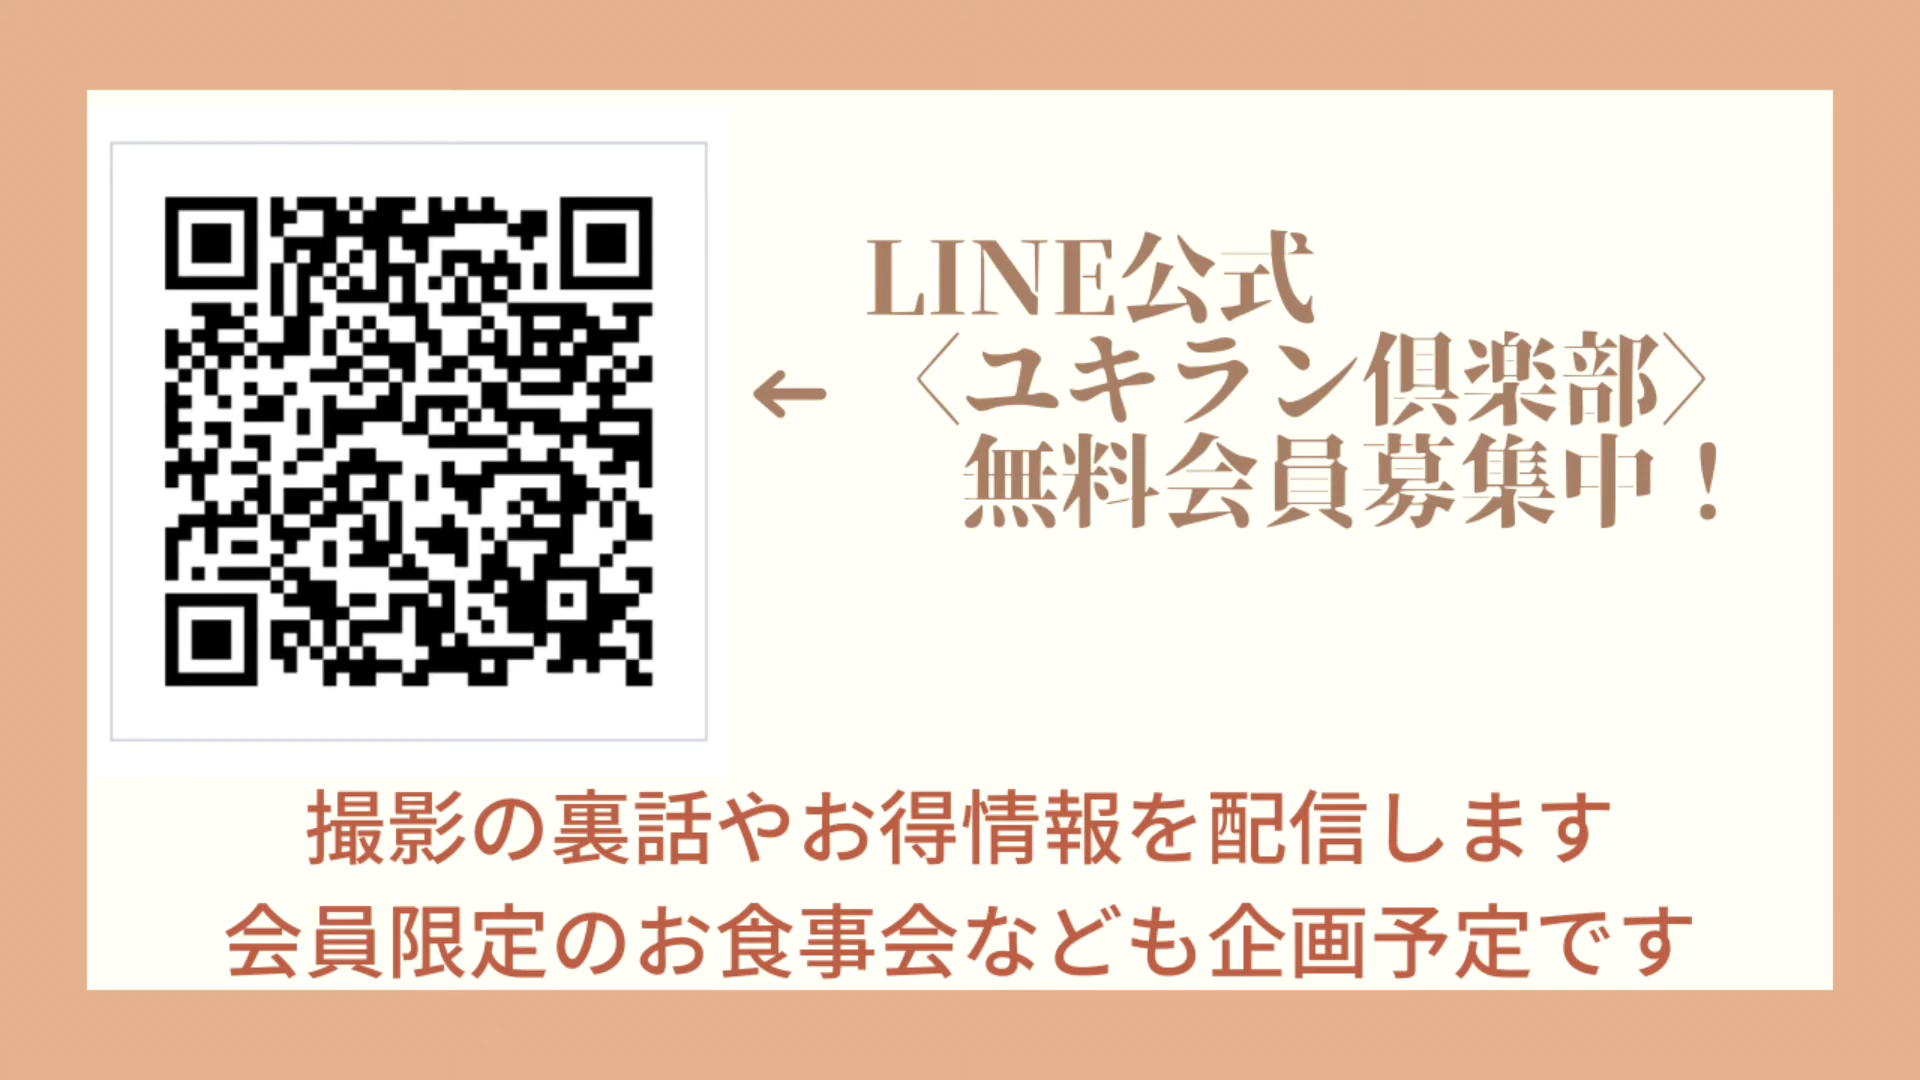 LINE公式
〈ユキラン倶楽部〉
← 無料会員募集中！
撮影の裏話やお得情報を配信します
会員限定のお食事会なども企画予定です